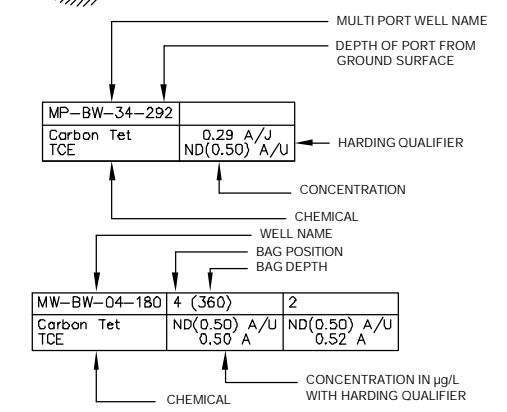 MULTI PORT WELL NAME
DEPTH OF PORT FROM
GROUND SURFACE
MP-BW-34-292
Carbon Tet 0.29 A/J
TCE ND(0.50) A/U
HARDING QUALIFIER
CONCENTRATION
CHEMICAL
WELL NAME
BAG POSITION
BAG DEPTH
MW-BW-04-180 4 (360) 2
Carbon Tet ND(0.50) A/U ND(0.50) A/U
TCE 0.50 A 0.52 A
CONCENTRATION IN µg/L
WITH HARDING QUALIFIER
CHEMICAL